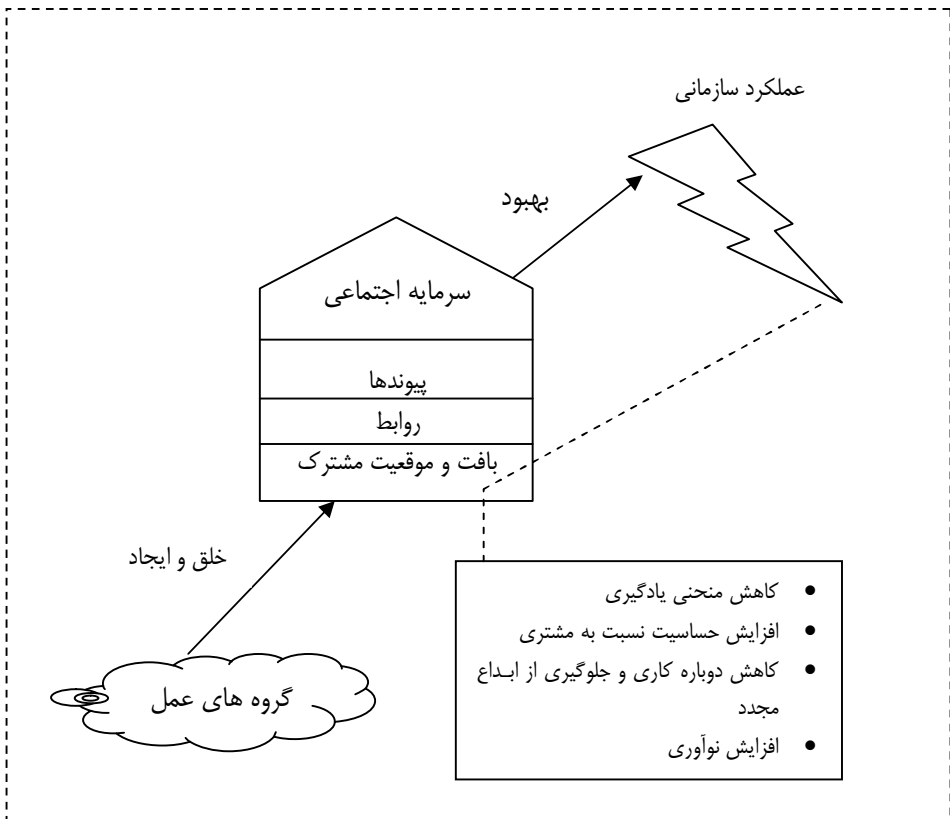 عملکرد سازمانی
بهبود
سرمایه اجتماعی
پیوندها
روابط
بافت و موقعیت مشترک
خلق و ایجاد
گروه های عمل
• کاهش منحنی یادگیری
• افزایش حساسیت نسبت به مشتری
• کاهش دوباره کاری و جلوگیری از ابـداع
مجدد
• افزایش نوآوری